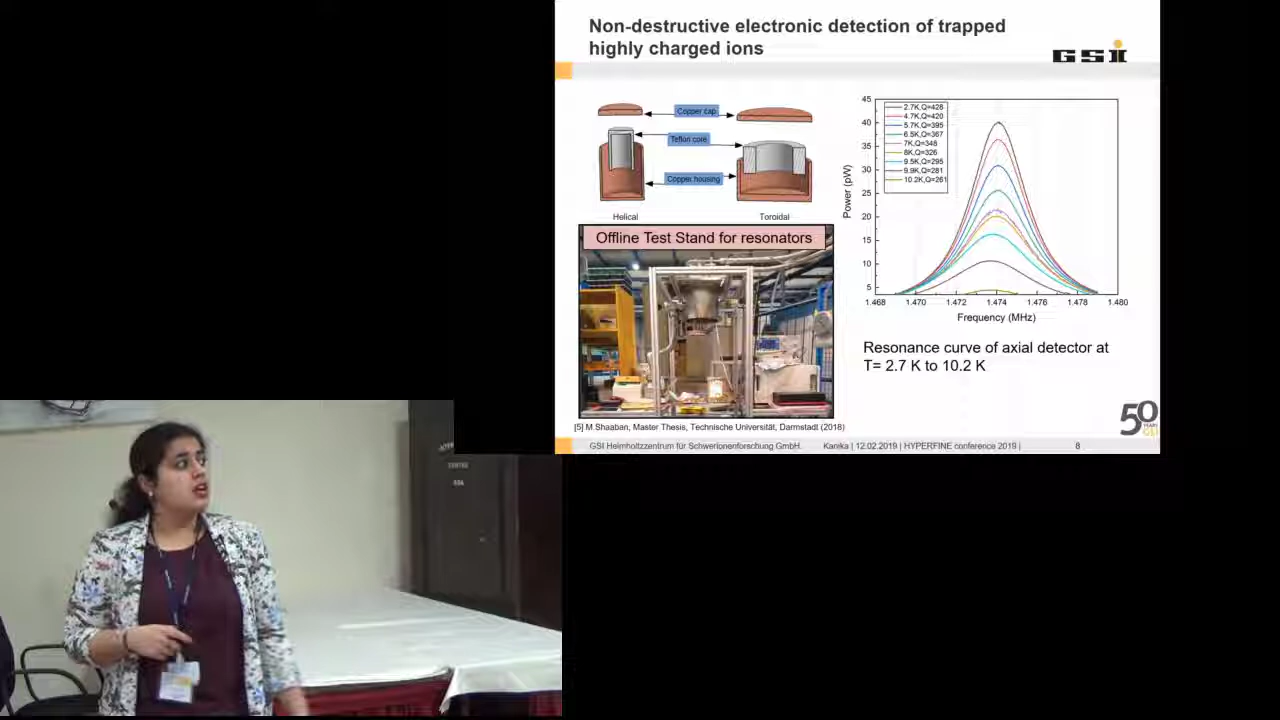 Non-destructive electronic detection of trapped
highly charged ions
GSI
Copper cap
Teflon core
Copper housing
Helical
Toroidal
Offline Test Stand for resonators
45
40
35
30
25
20
15
10
5
Power (pW)
2.7K,Q=428
4.7K,Q=420
5.7K,Q=395
6.5K,Q=367
7K,Q=348
8K,Q=326
9.5K,Q=295
9.9K,Q=281
10.2K,Q=261
1.468
1.470
1.472
1.474
1.476
1.478
1.480
Frequency (MHz)
Resonance curve of axial detector at
T= 2.7 K to 10.2 K
[5] M.Shaaban, Master Thesis, Technische Universität, Darmstadt (2018)
50
YEARS
GSI Helmholtzzentrum für Schwerionenforschung GmbH.
Kanika | 12.02.2019 | HYPERFINE conference 2019 |
8
CENTRE